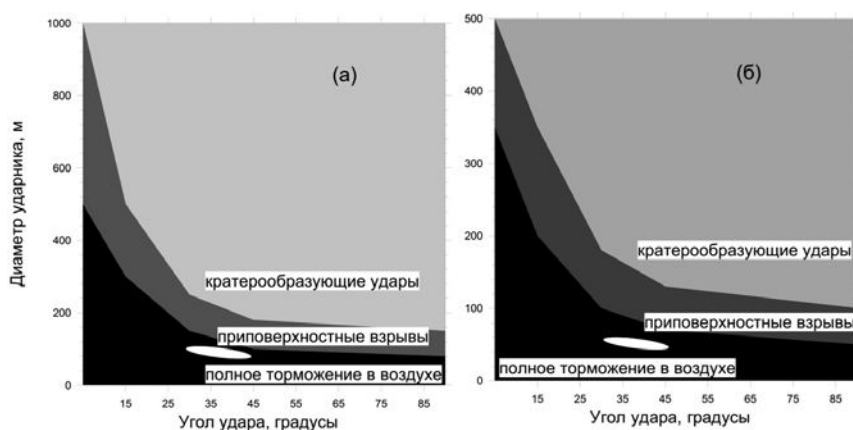 Диаметр ударника, м
1000
800
600
400
200
0
(а)
кратерообразующие удары
приповерхностные взрывы
полное торможение в воздухе
15 25 35 45 55 65 75 85
Угол удара, градусы
500
400
300
200
100
0
(б)
кратерообразующие удары
приповерхностные взрывы
полное торможение в воздухе
15 25 35 45 55 65 75 85
Угол удара, градусы